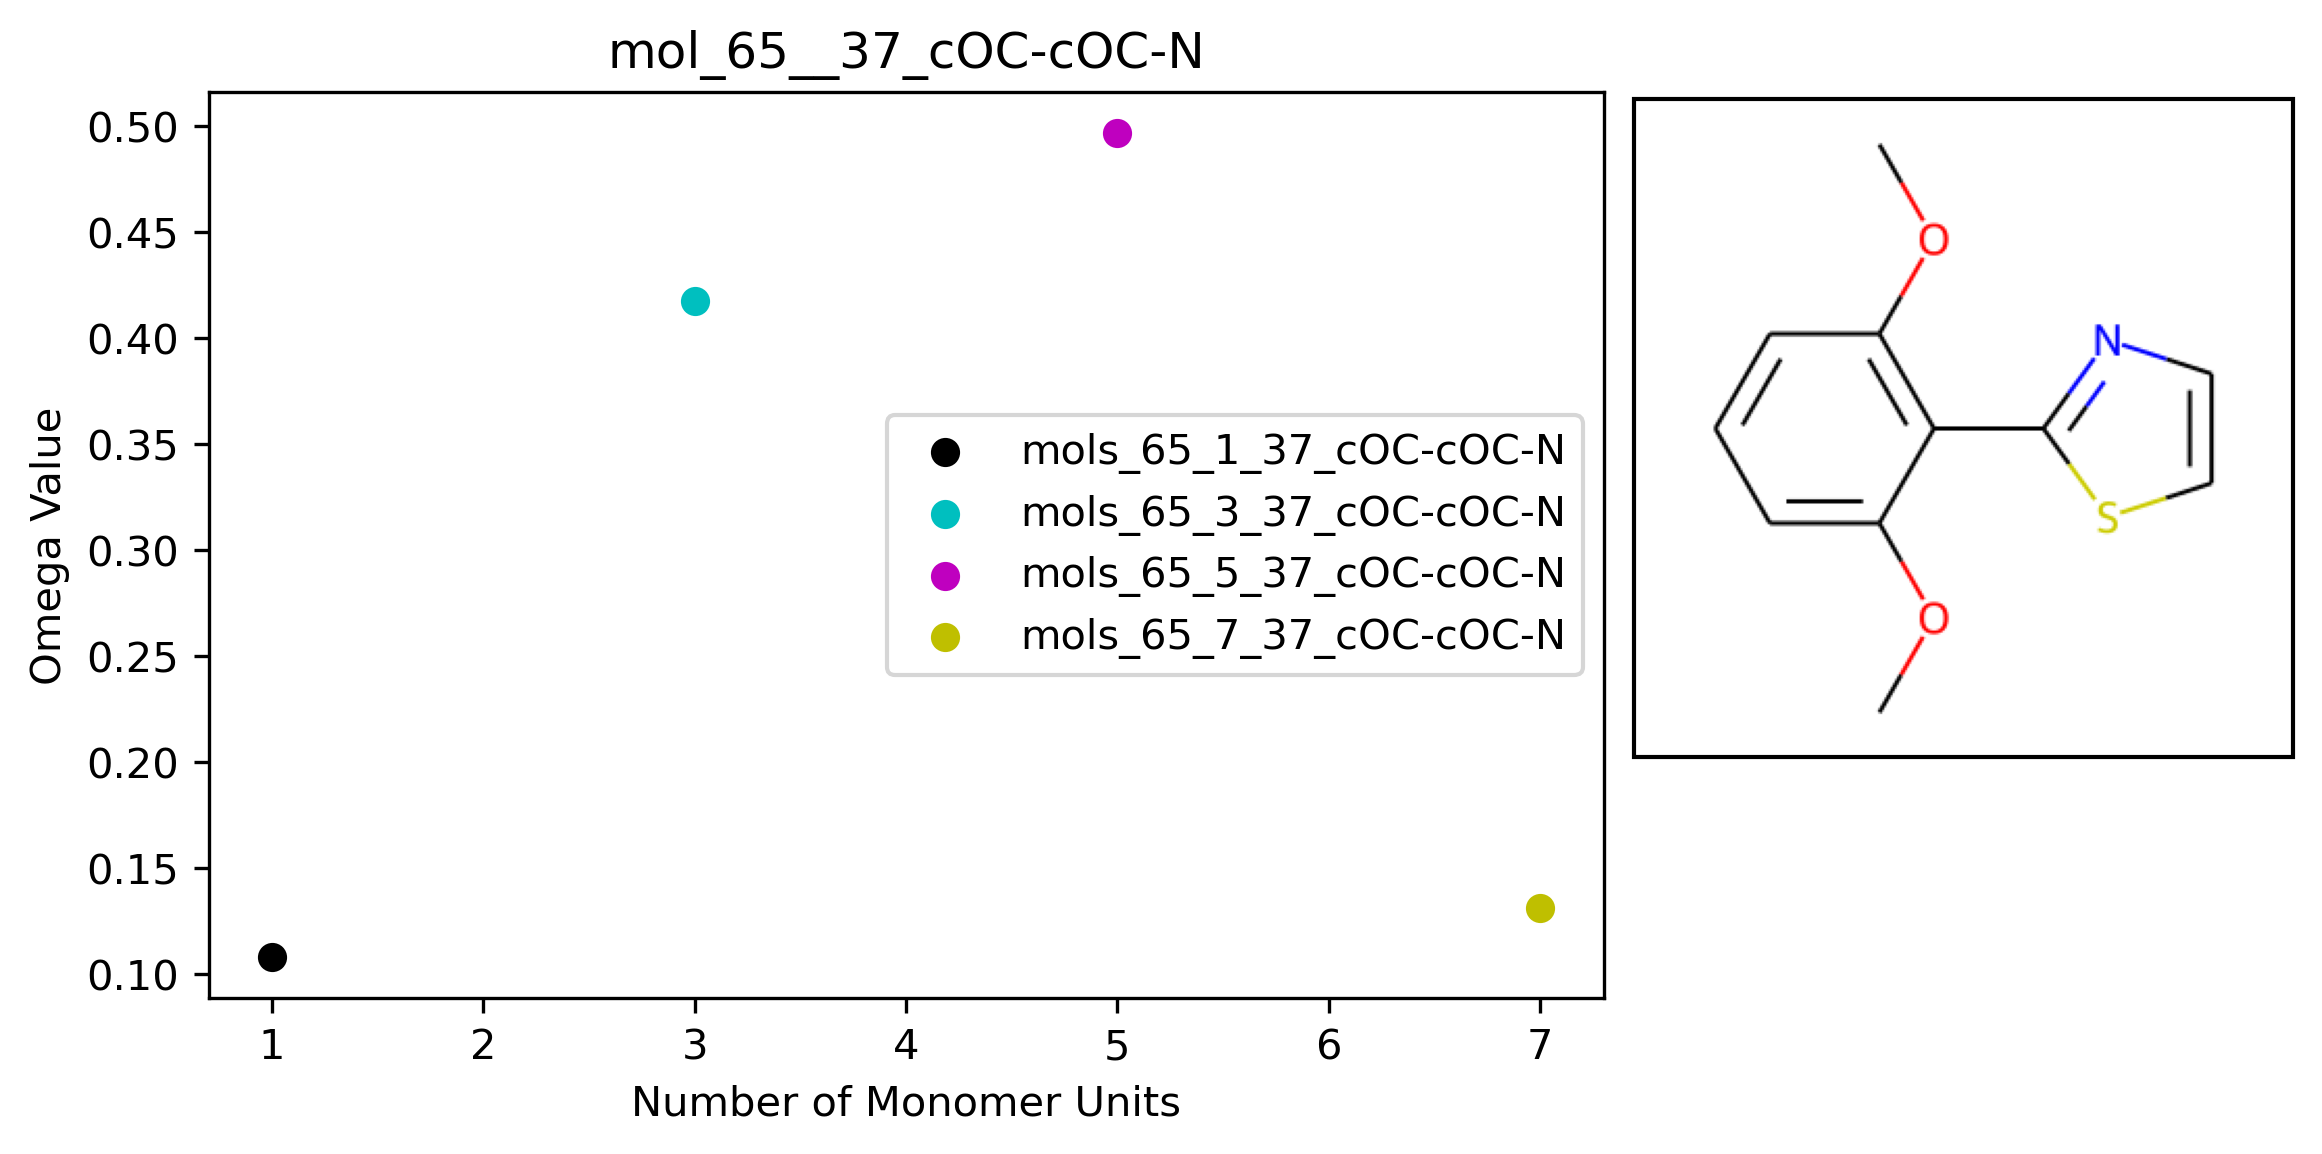 mol_65__37_cOC-cOC-N
0.50
0.45
0.40
0.35
0.30
0.25
0.20
0.15
0.10
Omega Value
mols_65_1_37_cOC-cOC-N
mols_65_3_37_cOC-cOC-N
mols_65_5_37_cOC-cOC-N
mols_65_7_37_cOC-cOC-N
1 2 3 4 5 6 7
Number of Monomer Units
O
N
S
O